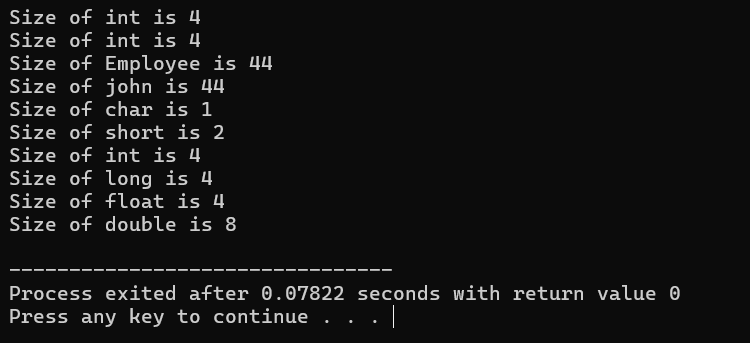 Size of int is 4
Size of int is 4
Size of Employee is 44
Size of john is 44
Size of char is 1
Size of short is 2
Size of int is 4
Size of long is 4
Size of float is 4
Size of double is 8
--------------------------------
Process exited after 0.07822 seconds with return value 0
Press any key to continue . . .